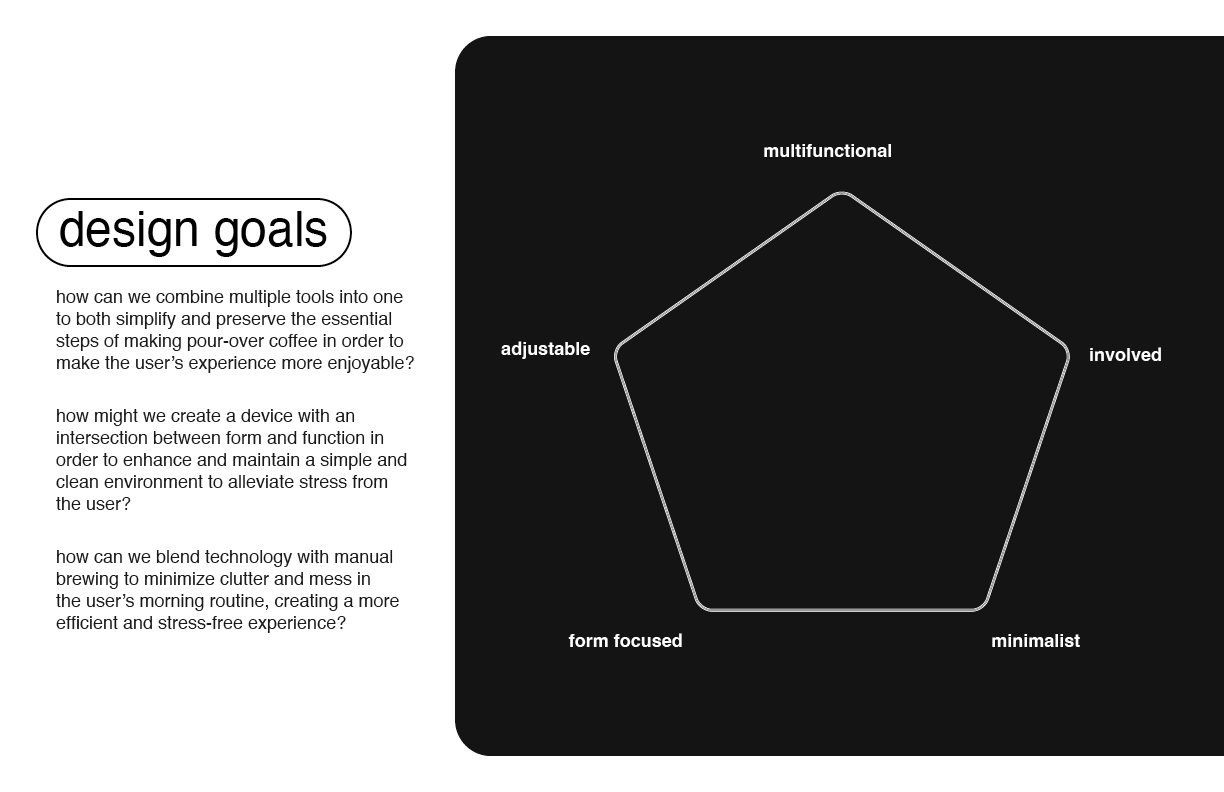 design goals
how can we combine multiple tools into one
to both simplify and preserve the essential
steps of making pour-over coffee in order to
make the user’s experience more enjoyable?
how might we create a device with an
intersection between form and function in
order to enhance and maintain a simple and
clean environment to alleviate stress from
the user?
how can we blend technology with manual
brewing to minimize clutter and mess in
the user’s morning routine, creating a more
efficient and stress-free experience?
multifunctional
adjustable
involved
form focused
minimalist